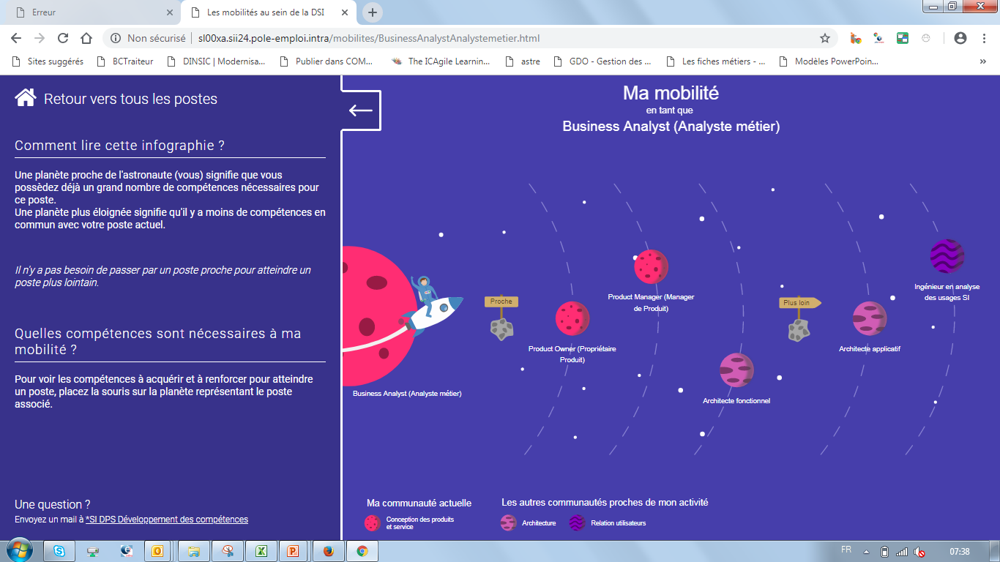 Erreur
Les mobilités au sein de la DSI
Non sécurisé | sl00xa.sii24.pole-emploi.intra/mobilites/BusinessAnalystAnalystemetier.html
Sites suggérés
BCTraiteur
DINSIC | Modernisa...
Publier dans COM...
The ICAgile Learnin...
astre
GDO - Gestion des ...
Les fiches métiers - ...
Modèles PowerPoin...
»
Retour vers tous les postes
Comment lire cette infographie ?
Une planète proche de l'astronaute (vous) signifie que vous
possèdez déjà un grand nombre de compétences nécessaires pour
ce poste.
Une planète plus éloignée signifie qu'il y a moins de compétences en
commun avec votre poste actuel.
Il n'y a pas besoin de passer par un poste proche pour atteindre un
poste plus lointain.
Quelles compétences sont nécessaires à ma
mobilité ?
Pour voir les compétences à acquérir et à renforcer pour atteindre
un poste, placez la souris sur la planète représentant le poste
associé.
Une question ?
Envoyez un mail à *SI DPS Développement des compétences
Ma mobilité
en tant que
Business Analyst (Analyste métier)
Business Analyst (Analyste métier)
Proche
Product Owner (Propriétaire
Produit)
Product Manager (Manager
de Produit)
Architecte fonctionnel
Plus loin
Architecte applicatif
Ingénieur en analyse
des usages SI
Ma communauté actuelle
Conception des produits
et service
Les autres communautés proches de mon activité
Architecture
Relation utilisateurs
FR
07:38